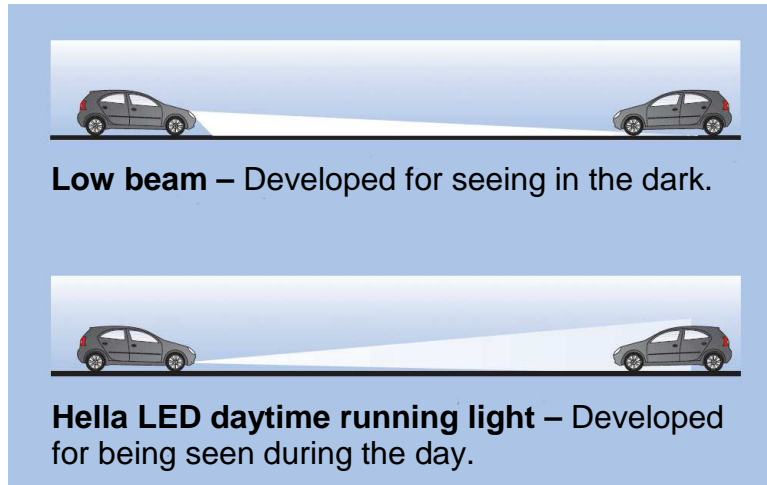 Low beam – Developed for seeing in the dark.
Hella LED daytime running light – Developed
for being seen during the day.